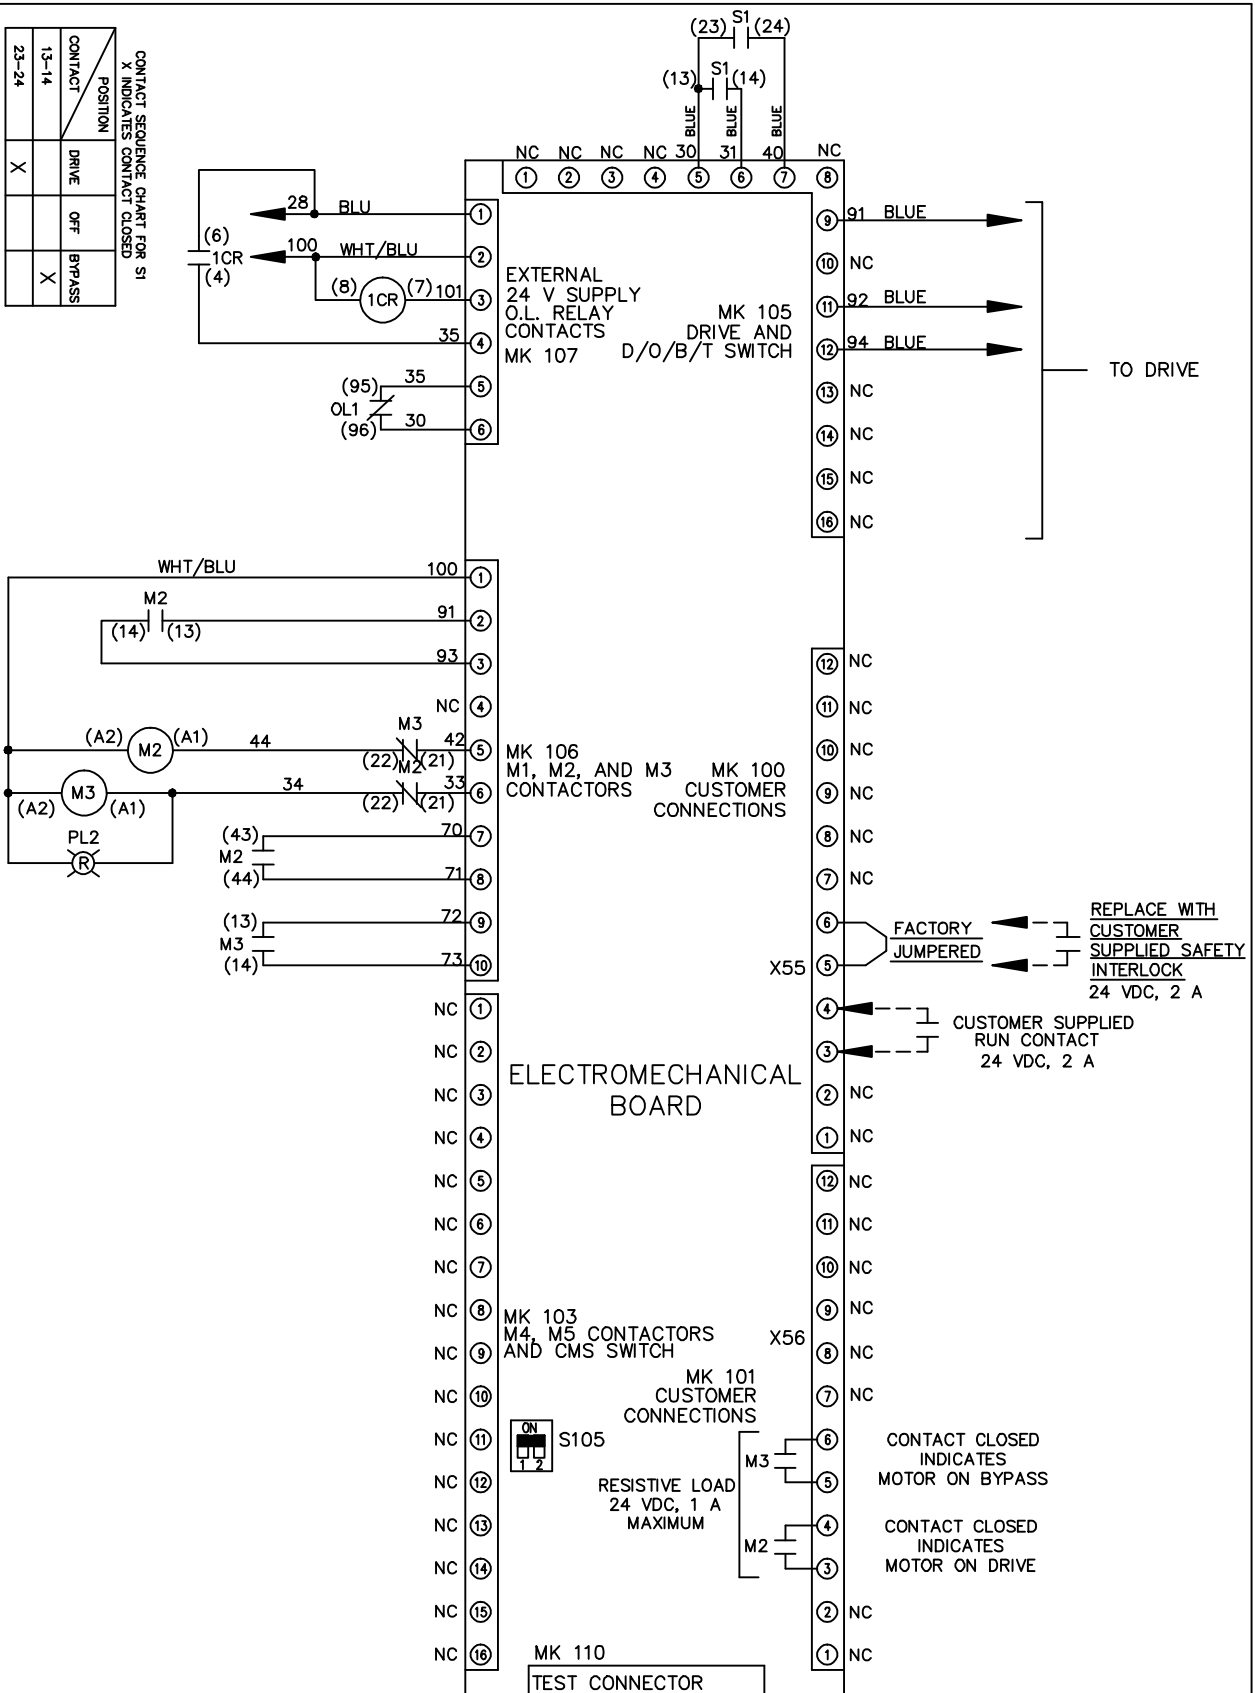 CONTACT SEQUENCE CHART FOR S1
X INDICATES CONTACT CLOSED
POSITION
CONTACT DRIVE OFF BYPASS
13-14 X
23-24 X
(23) S1 (24)
(13) S1 (14)
BLUE BLUE BLUE
NC NC NC NC 30 31 40 NC
1 2 3 4 5 6 7 8
28 BLU 1
100 WHT/BLU 2
(6)
1CR
(4)
(8) 1CR (7) 101 3
35 4
(95) 35 5
OL1
(96) 30 6
EXTERNAL
24 V SUPPLY
O.L. RELAY
CONTACTS
MK 107
MK 105
DRIVE AND
D/O/B/T SWITCH
9 91 BLUE
10 NC
11 92 BLUE
12 94 BLUE
13 NC
14 NC
15 NC
16 NC
TO DRIVE
WHT/BLU 100 1
M2
(14) (13) 91 2
93 3
NC 4
(A2) M2 (A1) 44 M3 (22) (21) 42 5
(A2) M3 (A1) 34 M2 (22) (21) 33 6
PL2
R
(43) 70 7
M2
(44) 71 8
(13) 72 9
M3
(14) 73 10
MK 106
M1, M2, AND M3
CONTACTORS
MK 100
CUSTOMER
CONNECTIONS
12 NC
11 NC
10 NC
9 NC
8 NC
7 NC
6
5
X55
FACTORY
JUMPERED
REPLACE WITH
CUSTOMER
SUPPLIED SAFETY
INTERLOCK
24 VDC, 2 A
4
3
CUSTOMER SUPPLIED
RUN CONTACT
24 VDC, 2 A
2 NC
1 NC
ELECTROMECHANICAL
BOARD
NC 1
NC 2
NC 3
NC 4
NC 5
NC 6
NC 7
NC 8
NC 9
NC 10
NC 11
NC 12
NC 13
NC 14
NC 15
NC 16
MK 103
M4, M5 CONTACTORS
AND CMS SWITCH
ON
1 2
S105
12 NC
11 NC
10 NC
9 NC
X56
8 NC
7 NC
MK 101
CUSTOMER
CONNECTIONS
RESISTIVE LOAD
24 VDC, 1 A
MAXIMUM
M3
6
5
CONTACT CLOSED
INDICATES
MOTOR ON BYPASS
M2
4
3
CONTACT CLOSED
INDICATES
MOTOR ON DRIVE
2 NC
1 NC
MK 110
TEST CONNECTOR